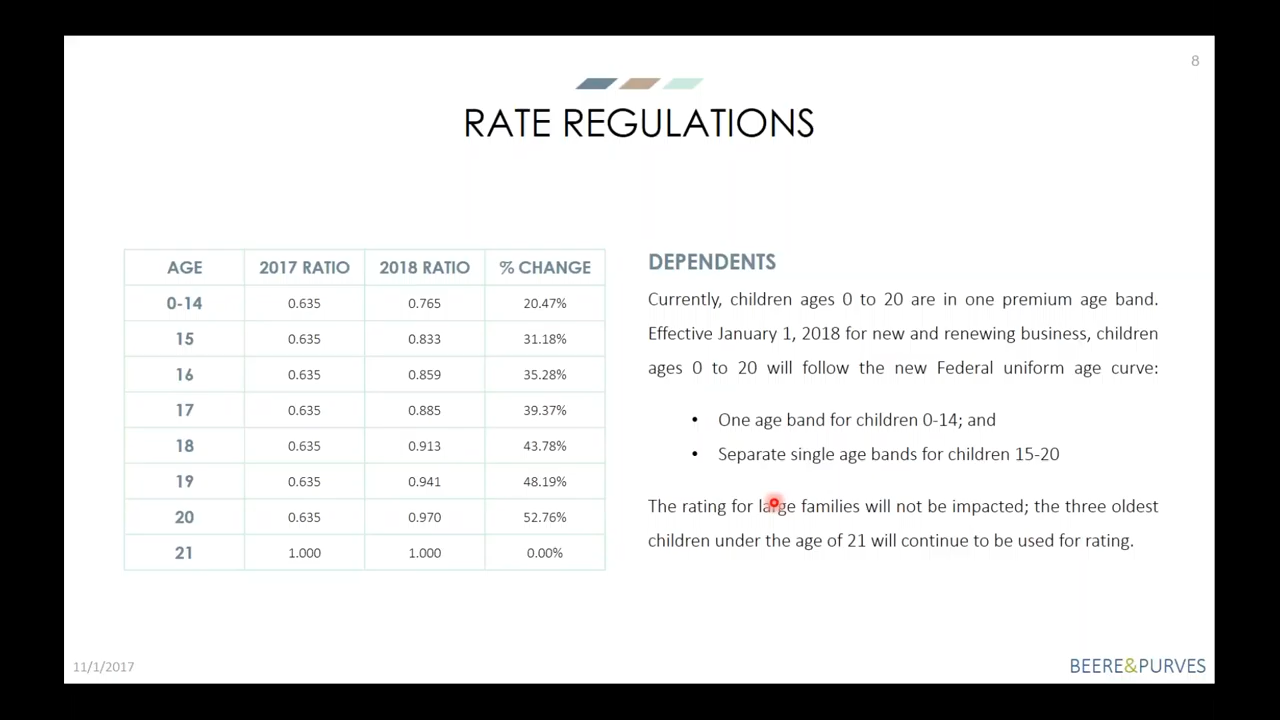 8
RATE REGULATIONS
AGE 2017 RATIO 2018 RATIO % CHANGE
0-14 0.635 0.765 20.47%
15 0.635 0.833 31.18%
16 0.635 0.859 35.28%
17 0.635 0.885 39.37%
18 0.635 0.913 43.78%
19 0.635 0.941 48.19%
20 0.635 0.970 52.76%
21 1.000 1.000 0.00%
DEPENDENTS
Currently, children ages 0 to 20 are in one premium age band.
Effective January 1, 2018 for new and renewing business, children
ages 0 to 20 will follow the new Federal uniform age curve:
• One age band for children 0-14; and
• Separate single age bands for children 15-20
The rating for large families will not be impacted; the three oldest
children under the age of 21 will continue to be used for rating.
11/1/2017
BEERE&PURVES